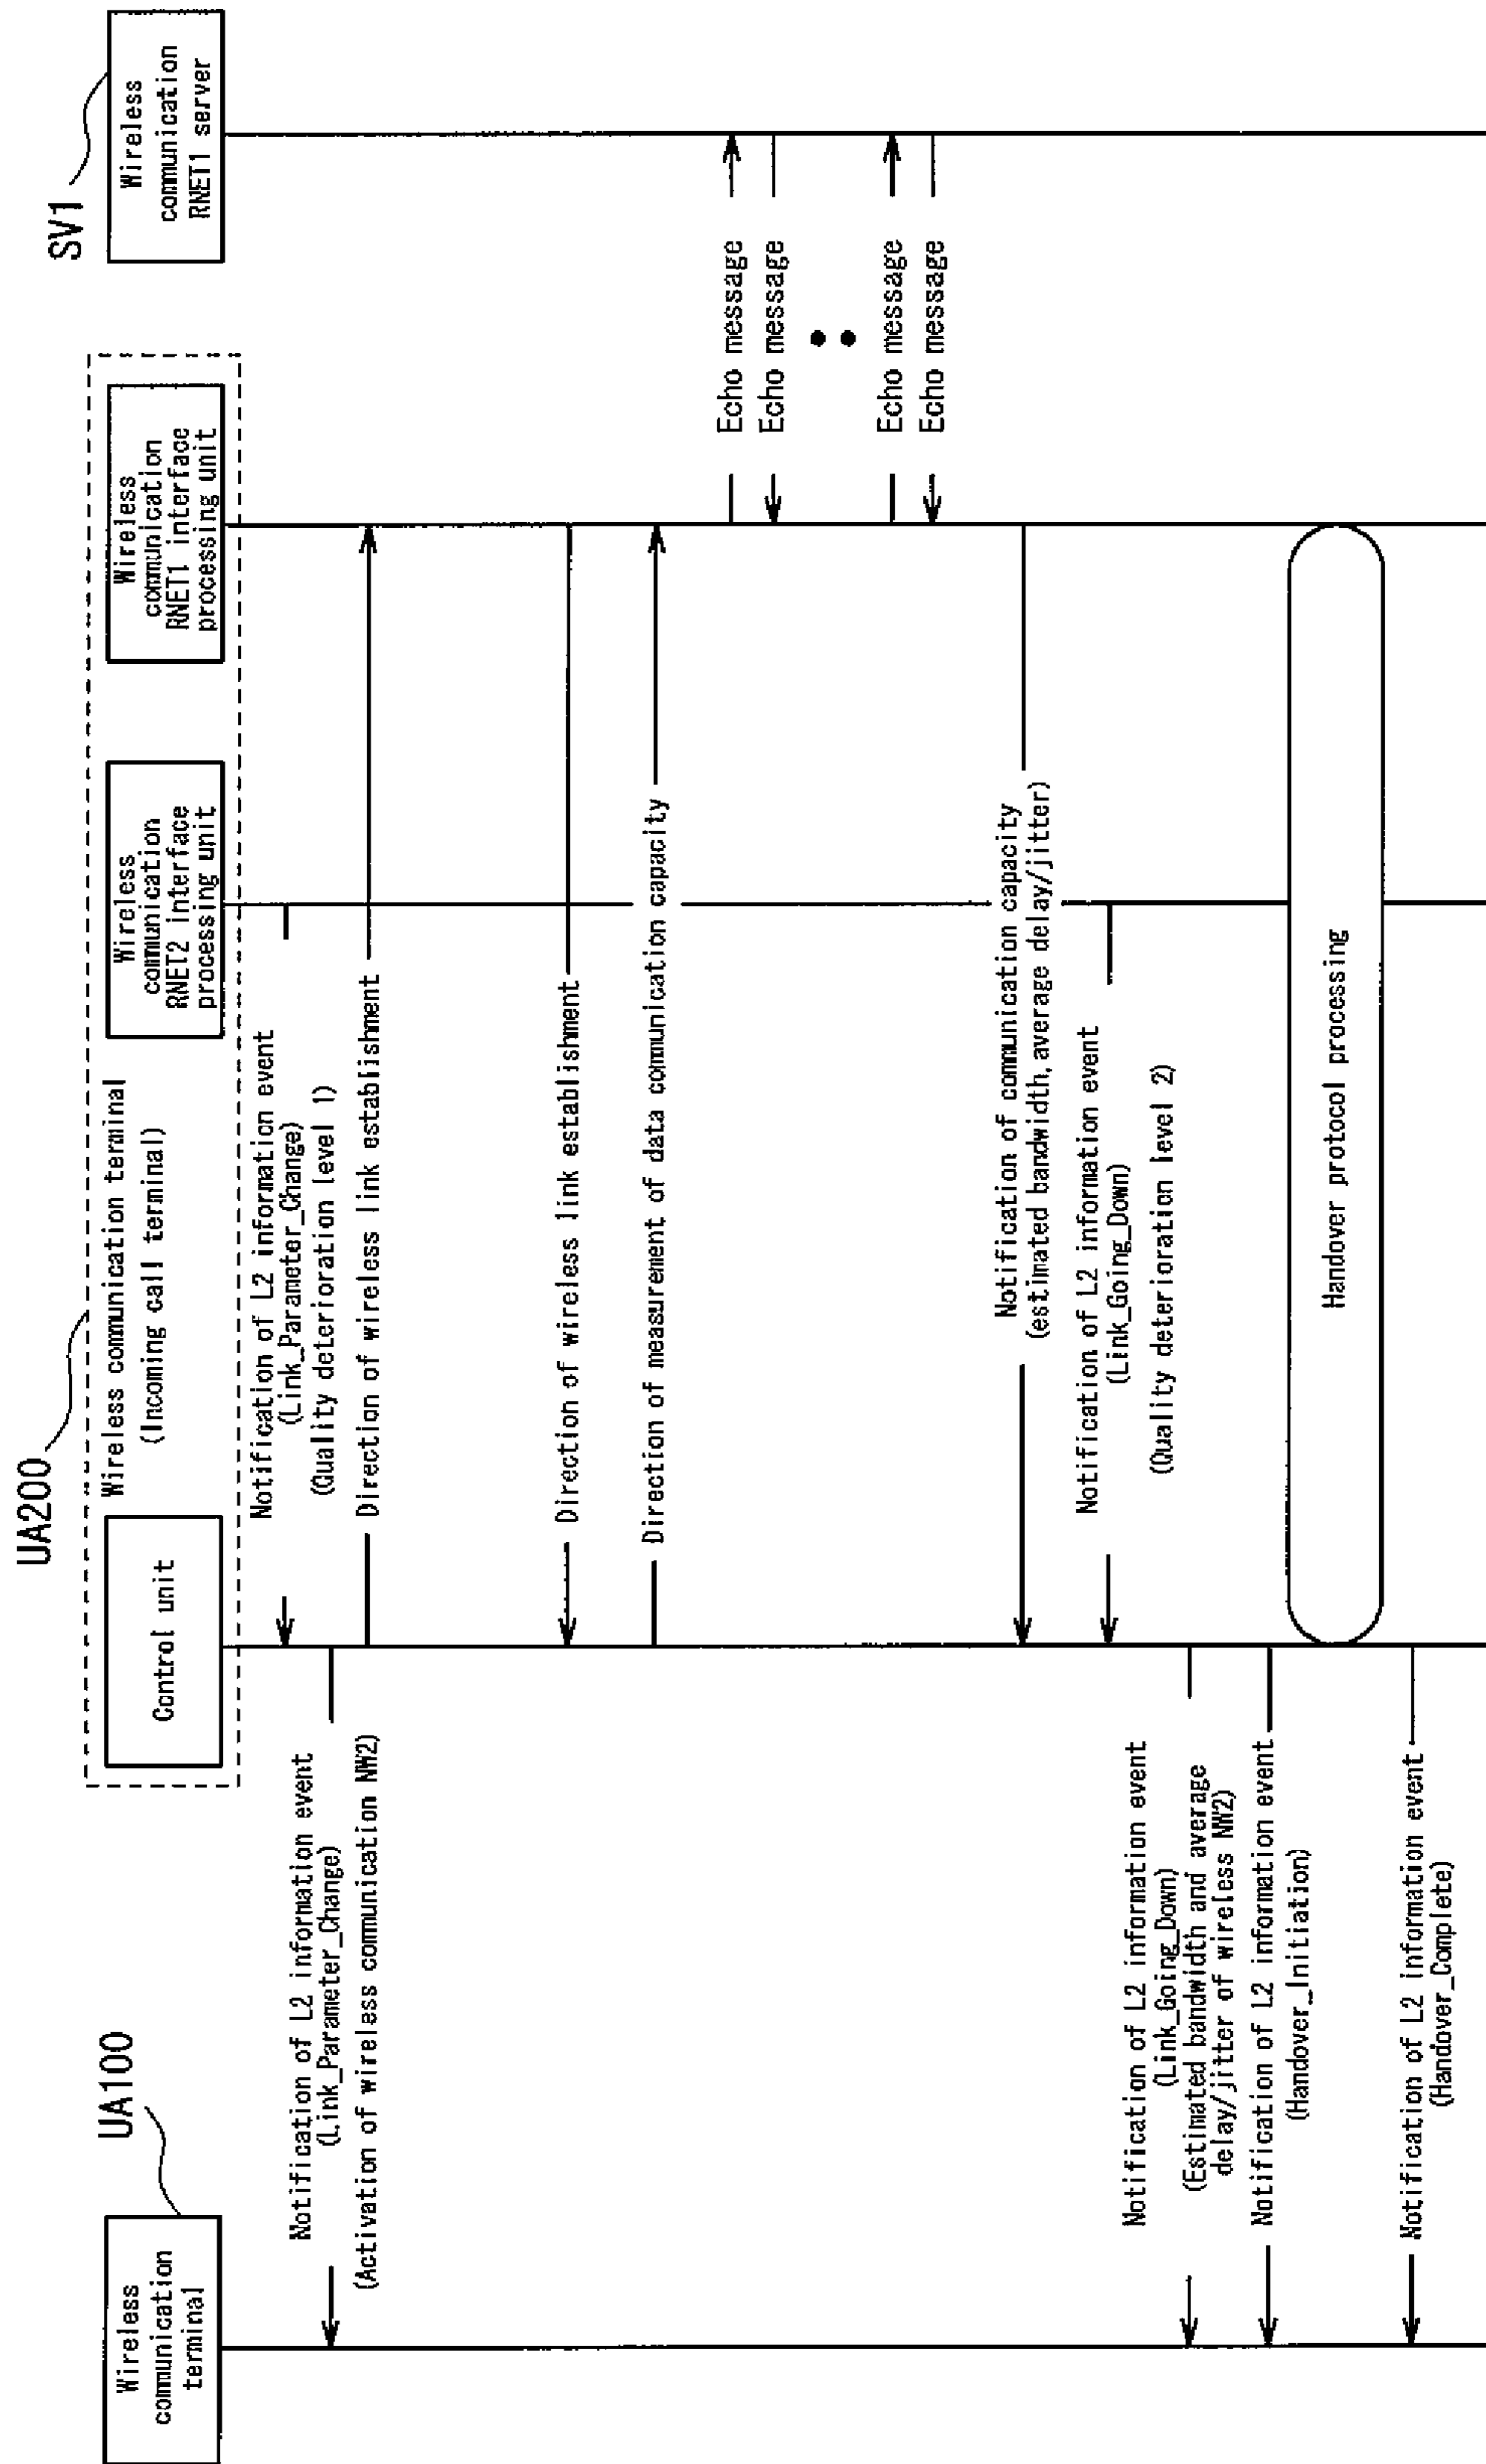 UA100
Wireless
communication
terminal
UA200
Wireless communication terminal
(Incoming call terminal)
Control unit
Wireless
communication
RNET2 interface
processing unit
Wireless
communication
RNET1 interface
processing unit
SV1
Wireless
communication
RNET1 server
Notification of L2 information event
(Link_Parameter_Change)
(Quality deterioration level 1)
Notification of L2 information event
(Link_Parameter_Change)
(Activation of wireless communication NW2)
Direction of wireless link establishment
Direction of wireless link establishment
Direction of measurement of data communication capacity
Echo message
Echo message
Echo message
Echo message
Notification of communication capacity
(estimated bandwidth, average delay/jitter)
Notification of L2 information event
(Link_Going_Down)
(Quality deterioration level 2)
Notification of L2 information event
(Link_Going_Down)
(Estimated bandwidth and average
delay/jitter of wireless NW2)
Notification of L2 information event
(Handover_Initiation)
Handover protocol processing
Notification of L2 information event
(Handover_Complete)